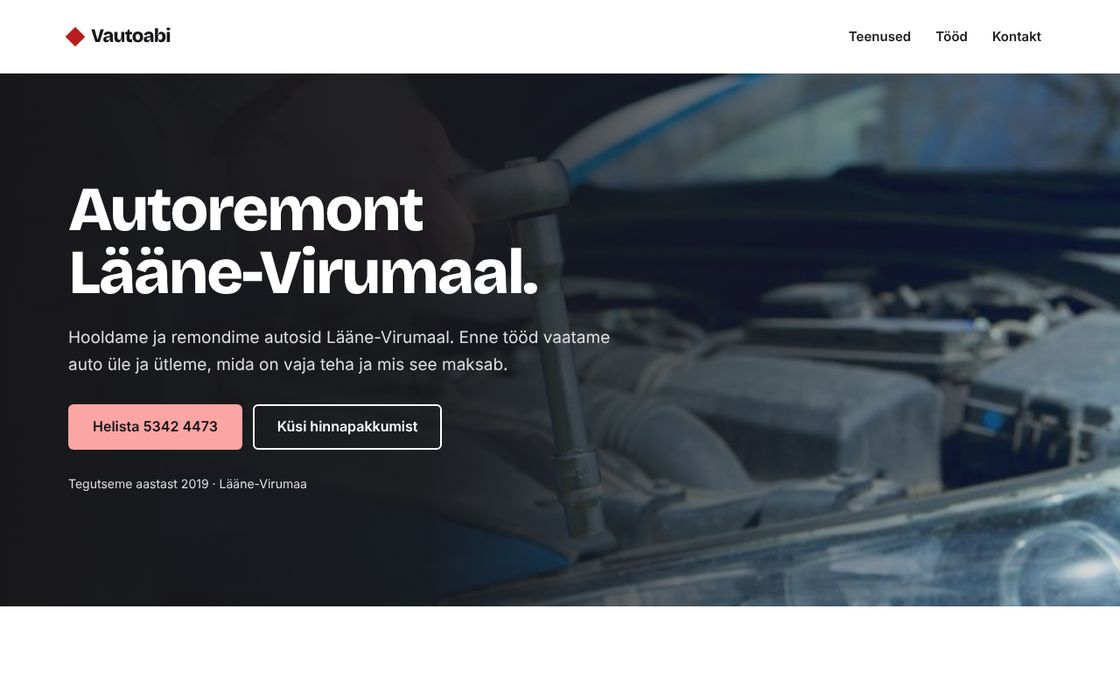 Vautoabi
Teenused
Tööd
Kontakt
Autoremont
Lääne-Virumaal.
Hooldame ja remondime autosid Lääne-Virumaal. Enne tööd vaatame
auto üle ja ütleme, mida on vaja teha ja mis see maksab.
Helista 5342 4473
Küsi hinnapakkumist
Tegutseme aastast 2019 · Lääne-Virumaa